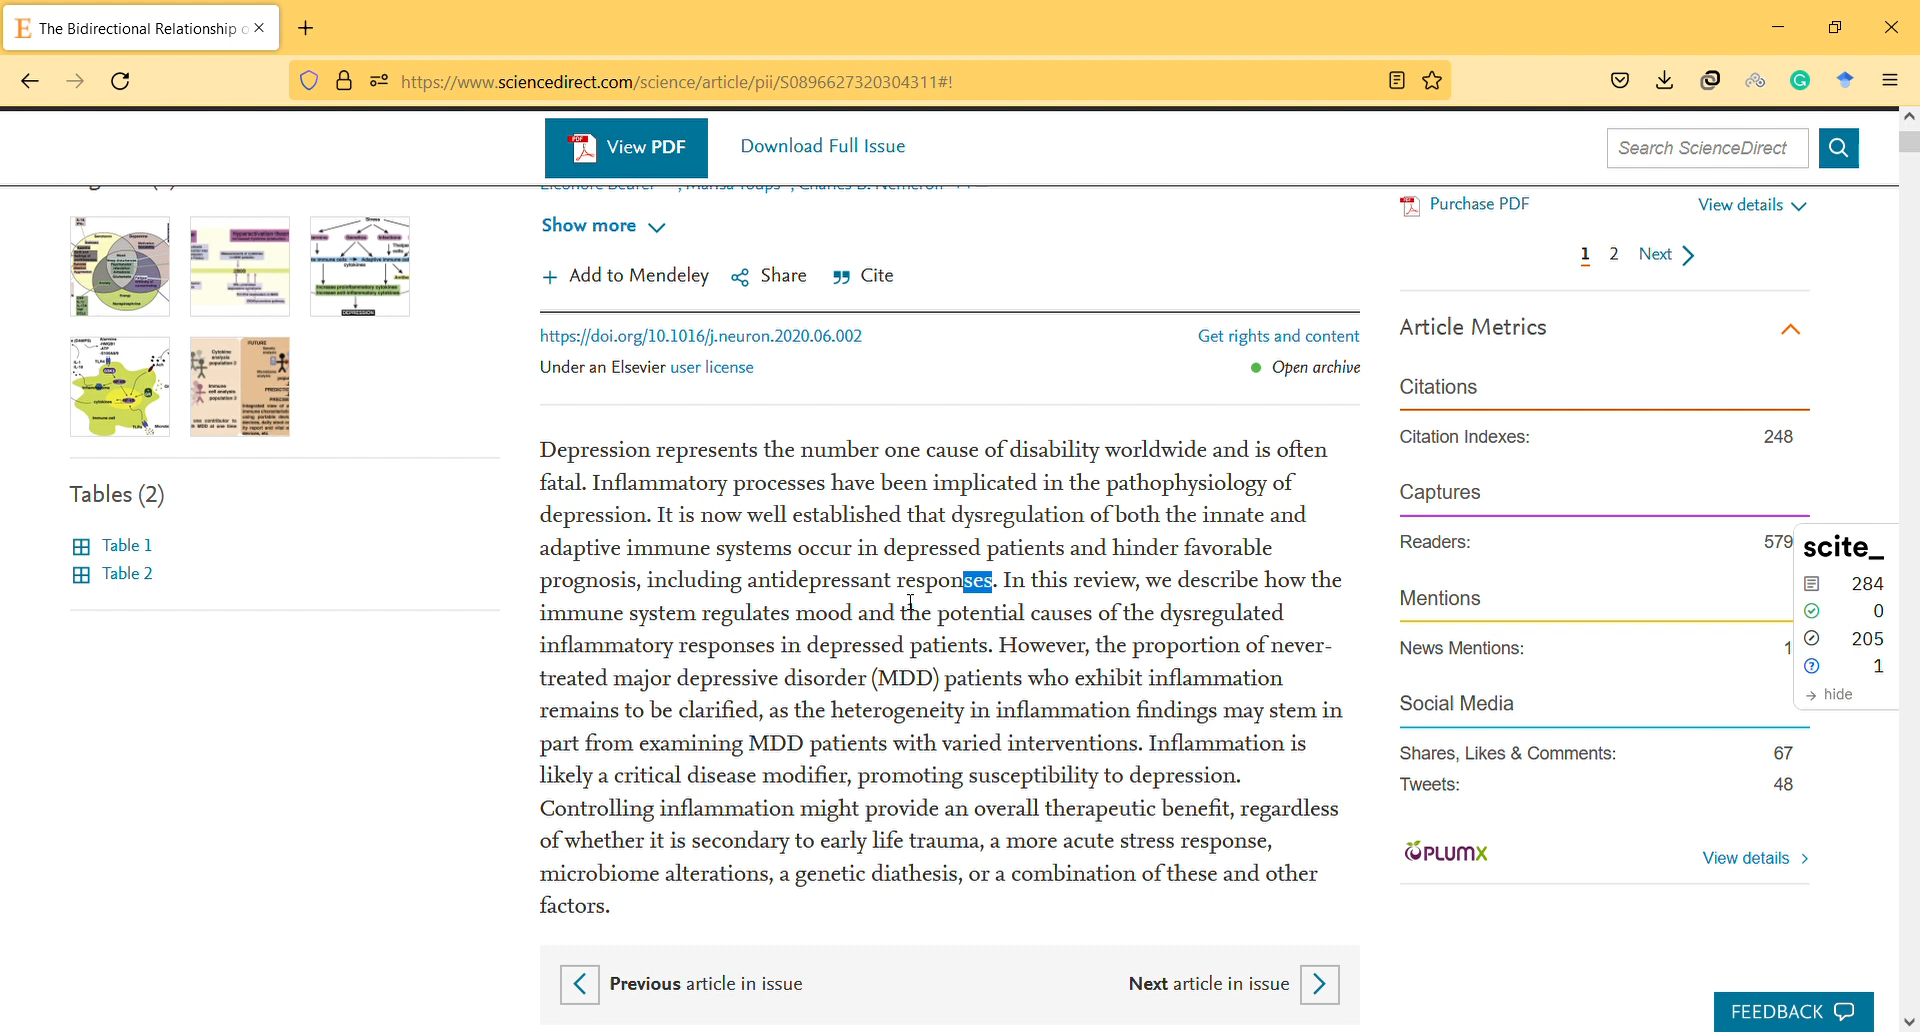 The Bidirectional Relationship o
https://www.sciencedirect.com/science/article/pii/S0896627320304311#!
View PDF
Download Full Issue
Search ScienceDirect
Show more
Add to Mendeley Share Cite
https://doi.org/10.1016/j.neuron.2020.06.002 Get rights and content
Under an Elsevier user license Open archive
Depression represents the number one cause of disability worldwide and is often
fatal. Inflammatory processes have been implicated in the pathophysiology of
depression. It is now well established that dysregulation of both the innate and
adaptive immune systems occur in depressed patients and hinder favorable
prognosis, including antidepressant responses. In this review, we describe how the
immune system regulates mood and the potential causes of the dysregulated
inflammatory responses in depressed patients. However, the proportion of never-
treated major depressive disorder (MDD) patients who exhibit inflammation
remains to be clarified, as the heterogeneity in inflammation findings may stem in
part from examining MDD patients with varied interventions. Inflammation is
likely a critical disease modifier, promoting susceptibility to depression.
Controlling inflammation might provide an overall therapeutic benefit, regardless
of whether it is secondary to early life trauma, a more acute stress response,
microbiome alterations, a genetic diathesis, or a combination of these and other
factors.
Previous article in issue Next article in issue
Tables (2)
Table 1
Table 2
Purchase PDF View details
1 2 Next
Article Metrics
Citations
Citation Indexes: 248
Captures
Readers: 579
Mentions
News Mentions: 1
Social Media
Shares, Likes & Comments: 67
Tweets: 48
PLUMX View details
scite_
284
0
205
1
hide
FEEDBACK